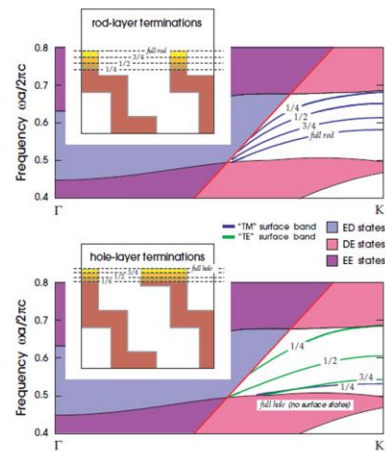 rod-layer terminations
full rod
3/4
1/2
1/4
Frequency ωa/2πc
0.8
0.7
0.6
0.5
0.4
1/4
1/2
3/4
full rod
Γ
K
"TM" surface band
"TE" surface band
ED states
DE states
EE states
hole-layer terminations
full hole
3/4
1/2
1/4
Frequency ωa/2πc
0.8
0.7
0.6
0.5
0.4
1/4
1/2
3/4
1/4
full hole (no surface states)
Γ
K